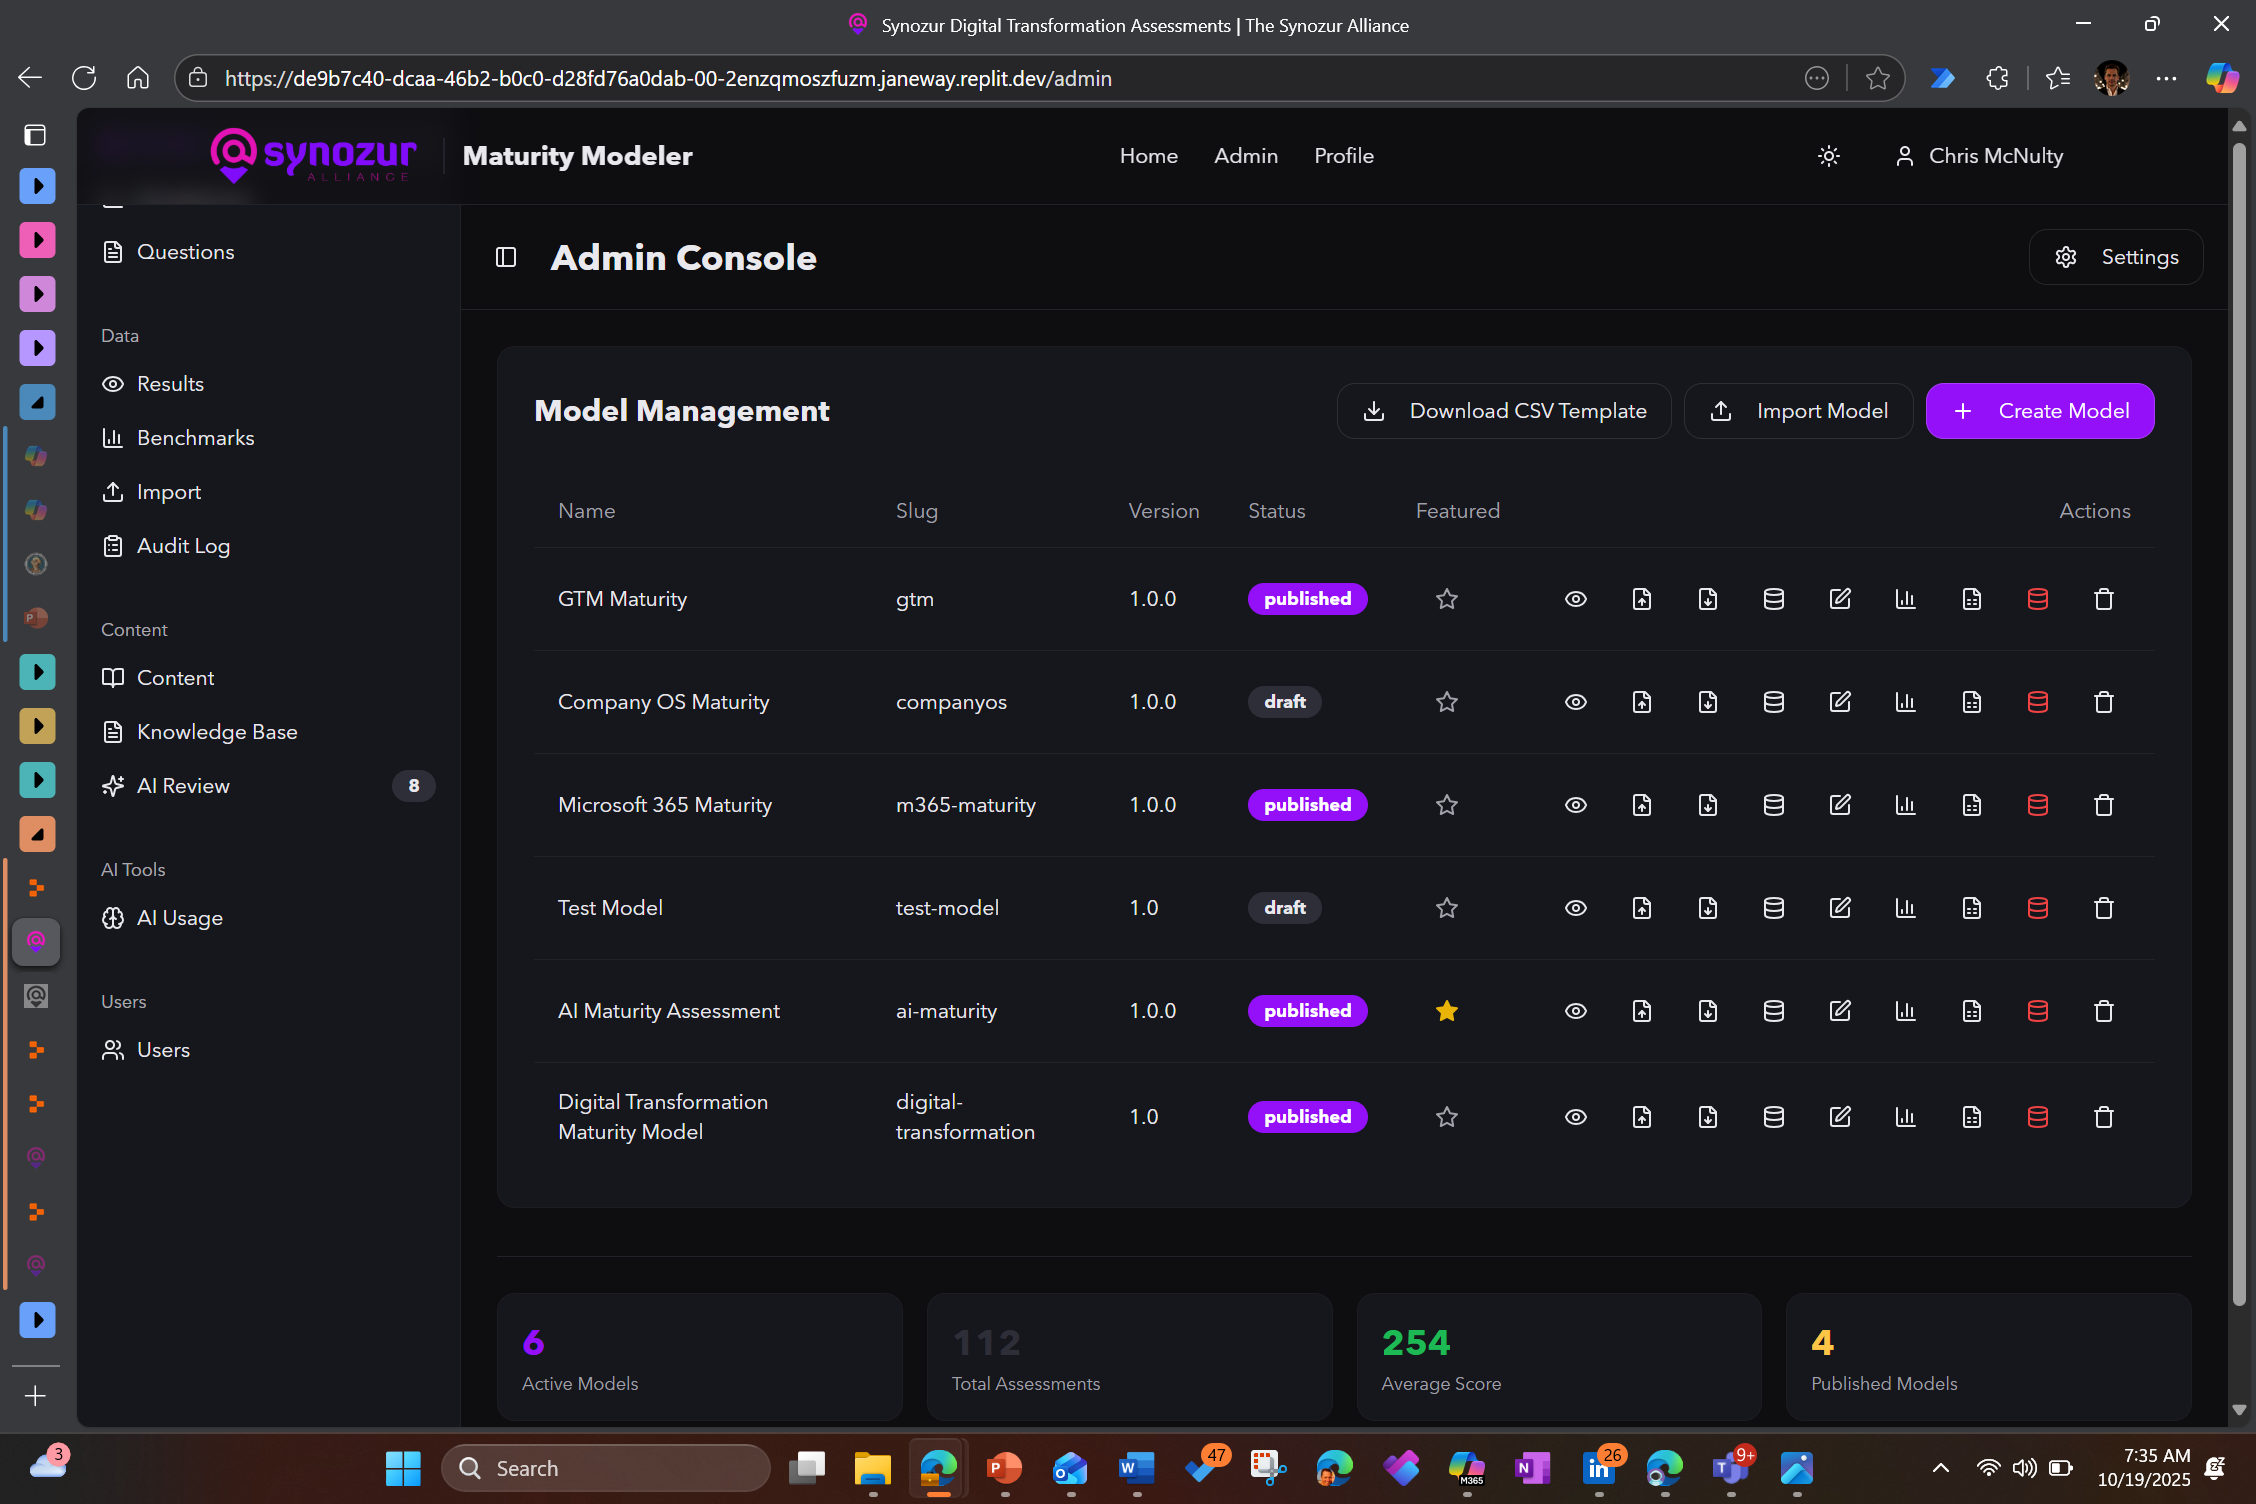 Synozur Digital Transformation Assessments | The Synozur Alliance
https://de9b7c40-dcaa-46b2-b0c0-d28fd76a0dab-00-2enzqmoszfuzm.janeway.replit.dev/admin
synozur
ALLIANCE
Maturity Modeler
Home
Admin
Profile
Chris McNulty
Questions
Data
Results
Benchmarks
Import
Audit Log
Content
Content
Knowledge Base
AI Review
8
AI Tools
AI Usage
Users
Users
Admin Console
Settings
Model Management
Download CSV Template
Import Model
Create Model
Name Slug Version Status Featured Actions
GTM Maturity gtm 1.0.0 published
Company OS Maturity companyos 1.0.0 draft
Microsoft 365 Maturity m365-maturity 1.0.0 published
Test Model test-model 1.0 draft
AI Maturity Assessment ai-maturity 1.0.0 published
Digital Transformation digital-
Maturity Model transformation 1.0 published
6
Active Models
112
Total Assessments
254
Average Score
4
Published Models
3
Search
47
M365
26
9+
7:35 AM
10/19/2025